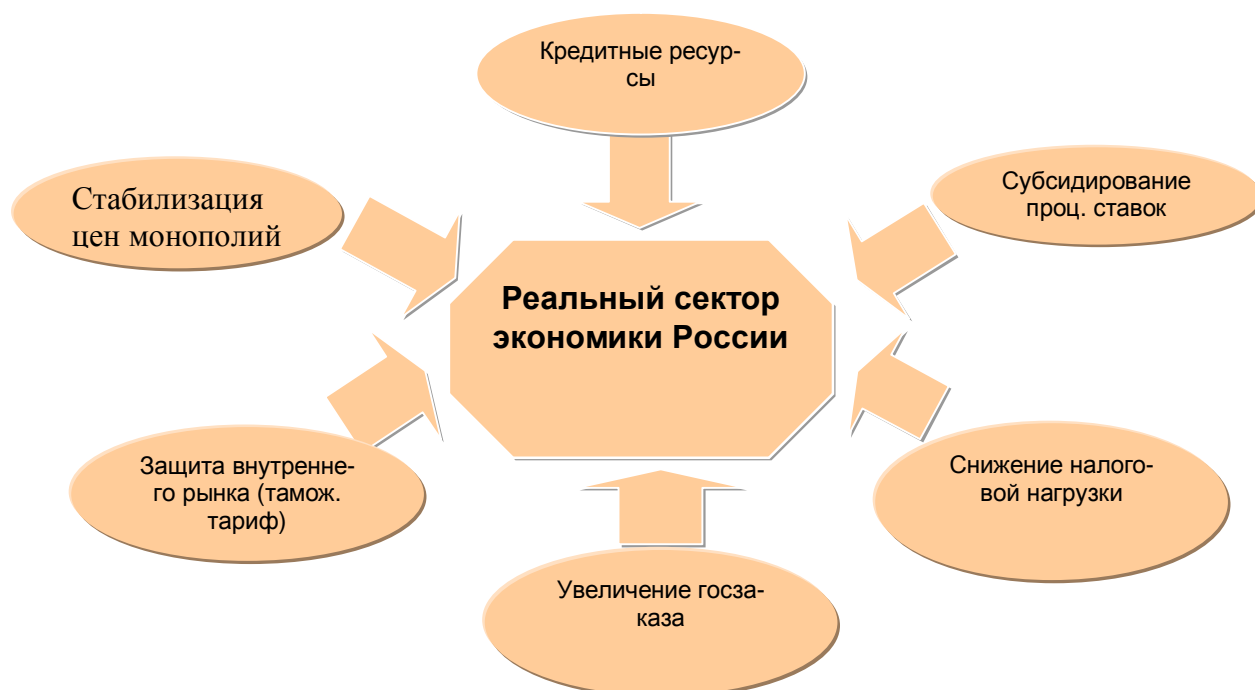 Кредитные ресур-
сы
Стабилизация
цен монополий
Субсидирование
проц. ставок
Реальный сектор
экономики России
Защита внутренне-
го рынка (тамож.
тариф)
Снижение налого-
вой нагрузки
Увеличение госза-
каза